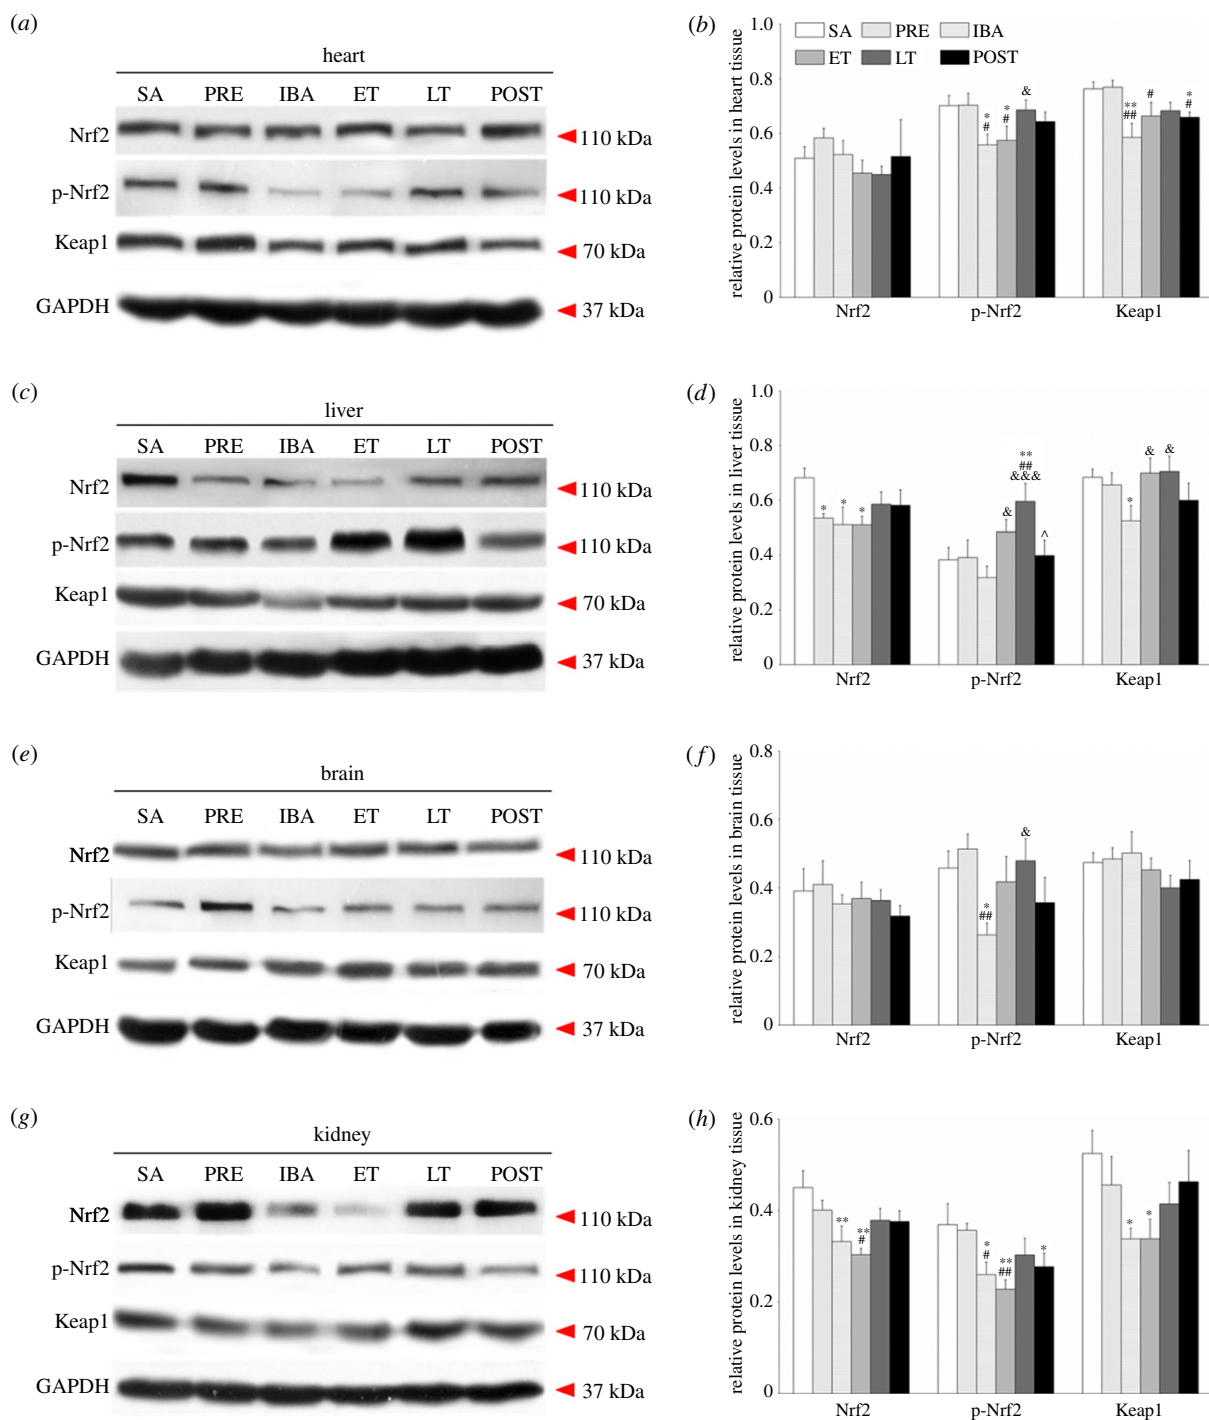 (a)
heart
SA PRE IBA ET LT POST
Nrf2
110 kDa
p-Nrf2
110 kDa
Keap1
70 kDa
GAPDH
37 kDa
(b)
relative protein levels in heart tissue
1.0
0.8
0.6
0.4
0.2
0
SA PRE IBA
ET LT POST
*
#
*
#
&
**
##
#
*
#
Nrf2 p-Nrf2 Keap1
(c)
liver
SA PRE IBA ET LT POST
Nrf2
110 kDa
p-Nrf2
110 kDa
Keap1
70 kDa
GAPDH
37 kDa
(d)
relative protein levels in liver tissue
1.0
0.8
0.6
0.4
0.2
0
* * *
&
**
##
&&&
^
*
& &
Nrf2 p-Nrf2 Keap1
(e)
brain
SA PRE IBA ET LT POST
Nrf2
110 kDa
p-Nrf2
110 kDa
Keap1
70 kDa
GAPDH
37 kDa
(f)
relative protein levels in brain tissue
0.8
0.6
0.4
0.2
0
*
##
&
Nrf2 p-Nrf2 Keap1
(g)
kidney
SA PRE IBA ET LT POST
Nrf2
110 kDa
p-Nrf2
110 kDa
Keap1
70 kDa
GAPDH
37 kDa
(h)
relative protein levels in kidney tissue
0.6
0.4
0.2
0
**
**
#
*
#
**
##
*
* *
Nrf2 p-Nrf2 Keap1